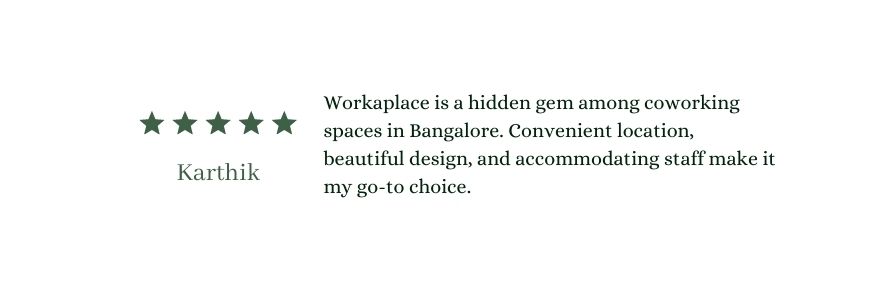 Karthik
Workaplace is a hidden gem among coworking
spaces in Bangalore. Convenient location,
beautiful design, and accommodating staff make it
my go-to choice.